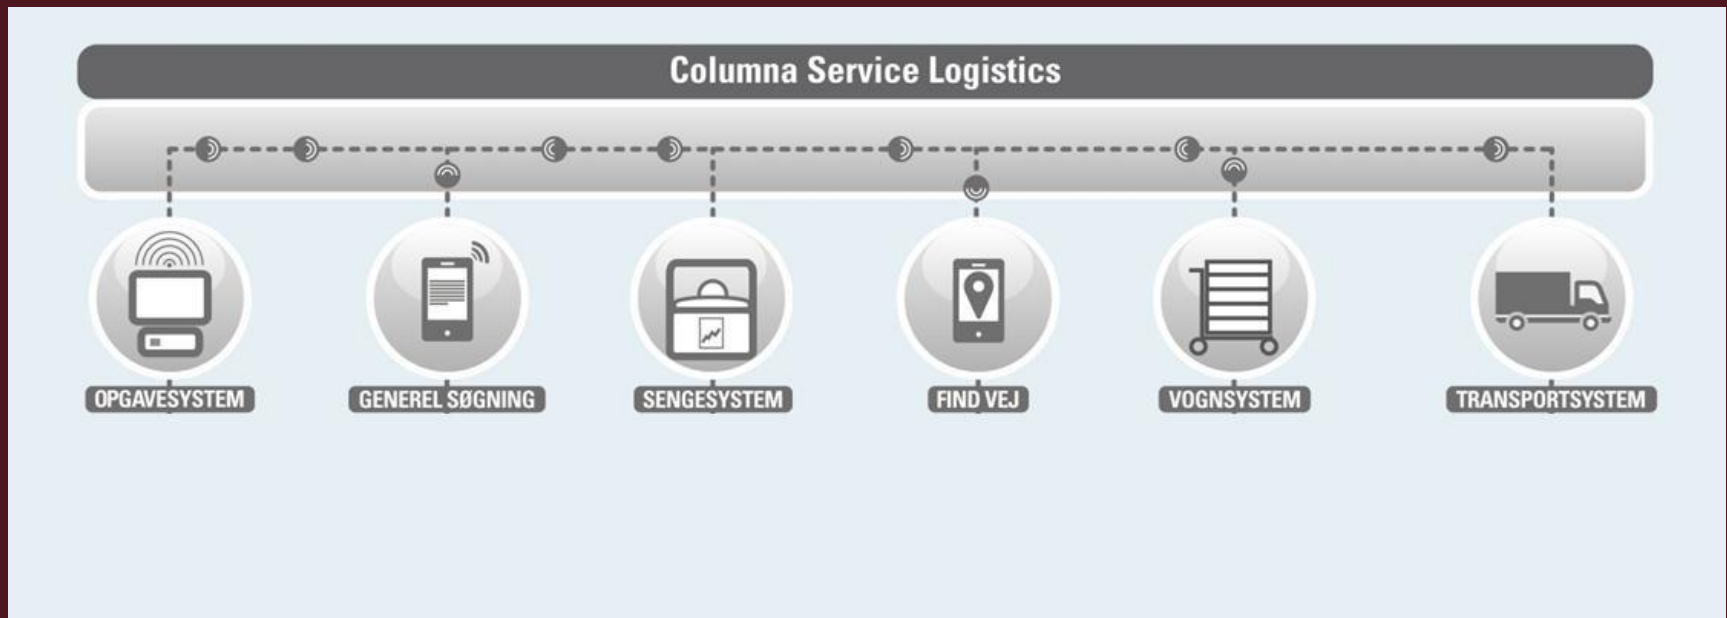 Columna Service Logistics
OPGAVESYSTEM
GENEREL SØGNING
SENGESYSTEM
FIND VEJ
VOGNSYSTEM
TRANSPORTSYSTEM